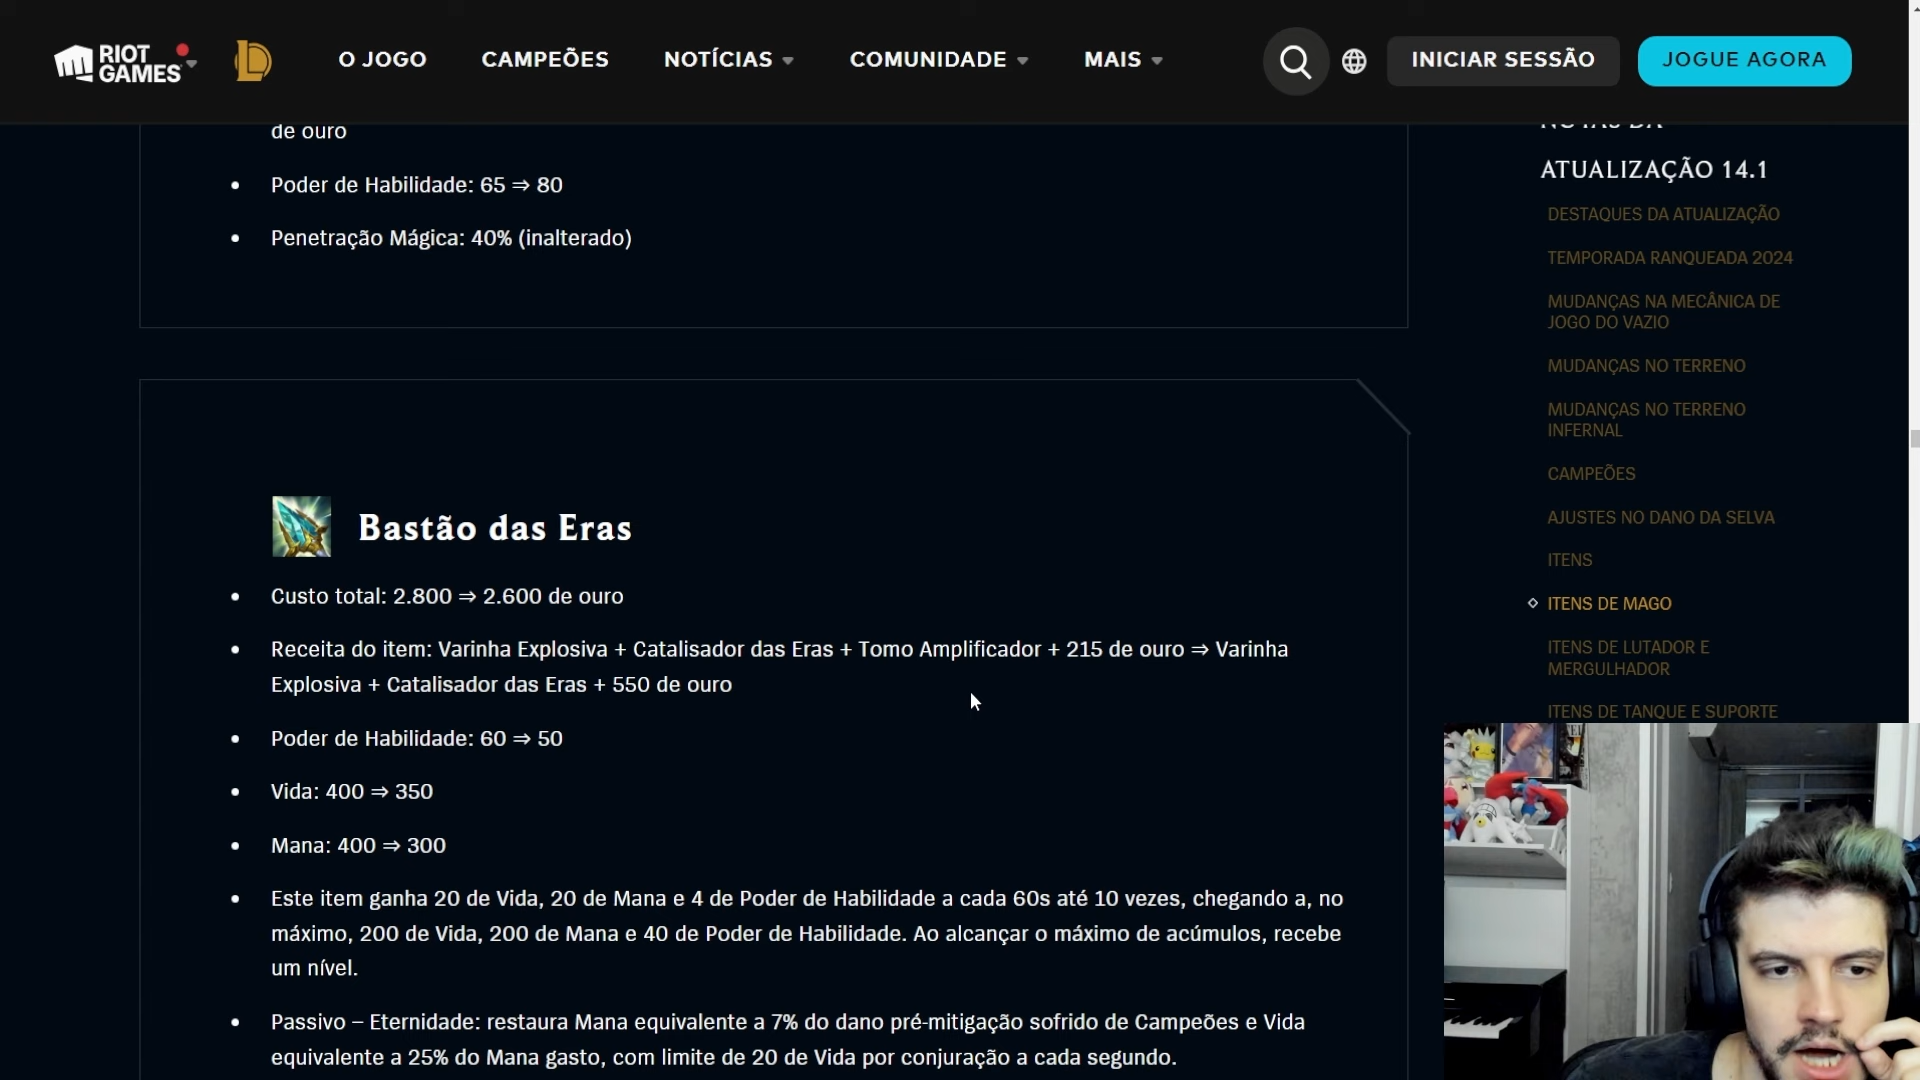 RIOT GAMES
O JOGO
CAMPEÕES
NOTÍCIAS
COMUNIDADE
MAIS
INICIAR SESSÃO
JOGUE AGORA
de ouro
Poder de Habilidade: 65 ⇒ 80
Penetração Mágica: 40% (inalterado)
Bastão das Eras
Custo total: 2.800 ⇒ 2.600 de ouro
Receita do item: Varinha Explosiva + Catalisador das Eras + Tomo Amplificador + 215 de ouro ⇒ Varinha
Explosiva + Catalisador das Eras + 550 de ouro
Poder de Habilidade: 60 ⇒ 50
Vida: 400 ⇒ 350
Mana: 400 ⇒ 300
Este item ganha 20 de Vida, 20 de Mana e 4 de Poder de Habilidade a cada 60s até 10 vezes, chegando a, no
máximo, 200 de Vida, 200 de Mana e 40 de Poder de Habilidade. Ao alcançar o máximo de acúmulos, recebe
um nível.
Passivo – Eternidade: restaura Mana equivalente a 7% do dano pré-mitigação sofrido de Campeões e Vida
equivalente a 25% do Mana gasto, com limite de 20 de Vida por conjuração a cada segundo.
NOTAS DA
ATUALIZAÇÃO 14.1
DESTAQUES DA ATUALIZAÇÃO
TEMPORADA RANQUEADA 2024
MUDANÇAS NA MECÂNICA DE
JOGO DO VAZIO
MUDANÇAS NO TERRENO
MUDANÇAS NO TERRENO
INFERNAL
CAMPEÕES
AJUSTES NO DANO DA SELVA
ITENS
ITENS DE MAGO
ITENS DE LUTADOR E
MERGULHADOR
ITENS DE TANQUE E SUPORTE